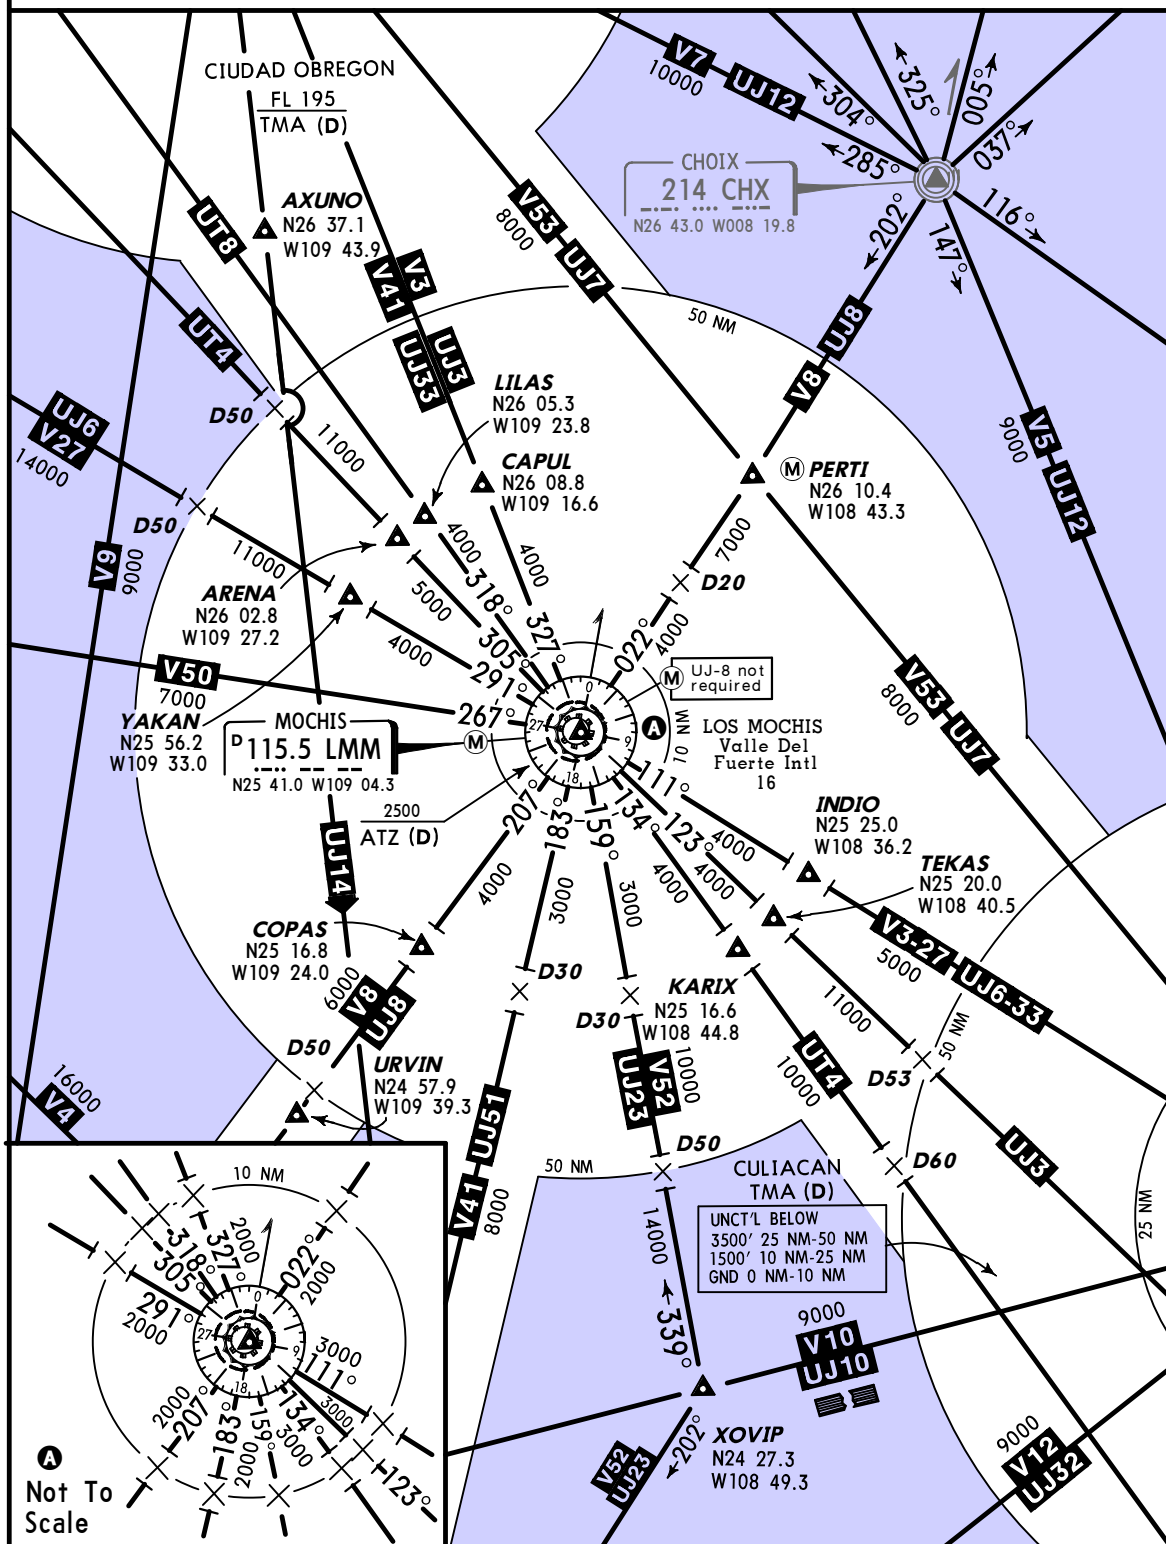 CIUDAD OBREGON
FL 195
TMA (D)
V7
10000
UJ12
304°
325°
005°
037°
285°
CHOIX
214 CHX
N26 43.0 W008 19.8
116°
202°
147°
AXUNO
N26 37.1
W109 43.9
UT8
V53
8000
UJ7
V3
V41
UJ3
UJ33
50 NM
UJ8
V8
UT4
D50
UJ6
V27
14000
11000
LILAS
N26 05.3
W109 23.8
CAPUL
N26 08.8
W109 16.6
M
PERTI
N26 10.4
W108 43.3
V5
9000
UJ12
D50
V9
9000
11000
ARENA
N26 02.8
W109 27.2
4000
5000
4000
4000
318°
305°
291°
327°
7000
D20
022°
4000
V50
7000
267°
M
UJ-8 not
required
YAKAN
N25 56.2
W109 33.0
MOCHIS
D
115.5 LMM
N25 41.0 W109 04.3
M
0
27
9
18
A
10 NM
LOS MOCHIS
Valle Del
Fuerte Intl
16
V53
8000
UJ7
2500
ATZ (D)
207°
183°
159°
134°
123°
111°
UJ14
4000
3000
3000
4000
4000
4000
INDIO
N25 25.0
W108 36.2
TEKAS
N25 20.0
W108 40.5
COPAS
N25 16.8
W109 24.0
6000
V8
UJ8
D30
D30
KARIX
N25 16.6
W108 44.8
V3-27
5000
UJ6-33
11000
50 NM
D50
URVIN
N24 57.9
W109 39.3
UJ23
V52
10000
UT4
10000
D53
16000
V4
UJ51
V41
8000
50 NM
D50
D60
UJ3
CULIACAN
TMA (D)
UNCT'L BELOW
3500' 25 NM-50 NM
1500' 10 NM-25 NM
GND 0 NM-10 NM
25 NM
14000
339°
9000
V10
UJ10
XOVIP
N24 27.3
W108 49.3
V52
UJ23
202°
9000
V12
UJ32
10 NM
318°
305°
327°
2000
022°
2000
291°
2000
0
27
9
18
3000
111°
2000
207°
183°
2000
159°
134°
3000
3000
123°
A
Not To
Scale